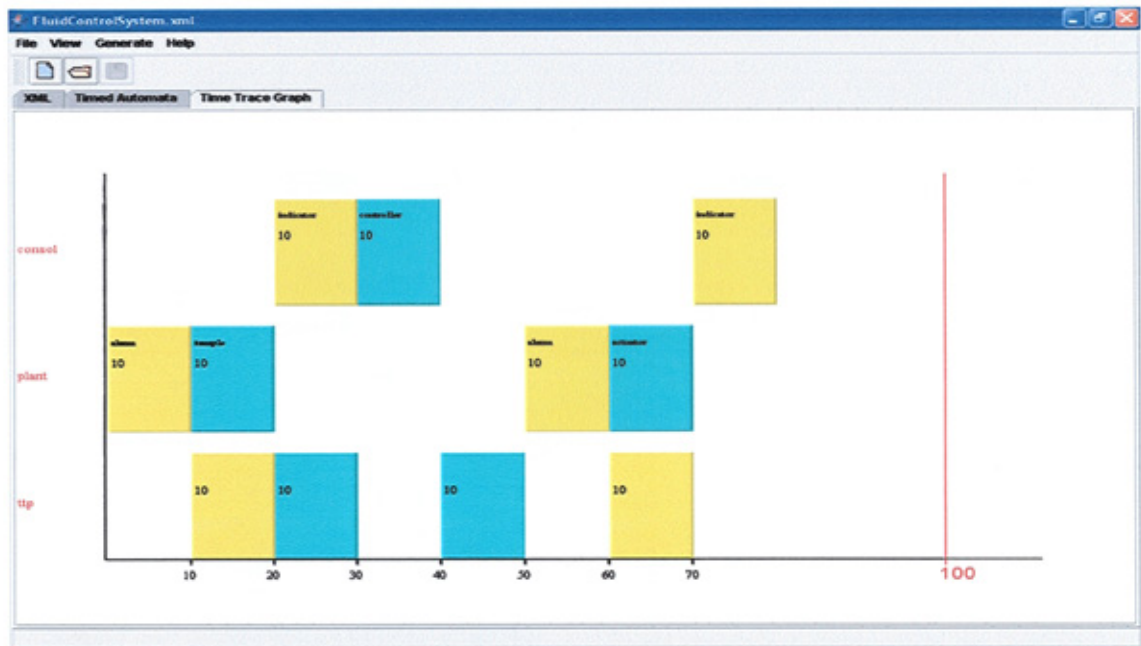 FluidControlSystem.xml
File View Generate Help
XML Timed Automata Time Trace Graph
indicator controller indicator
10 10 10
consol
alarm sample alarm actuator
10 10 10 10
plant
10 10 10 10
ttp
10 20 30 40 50 60 70 100